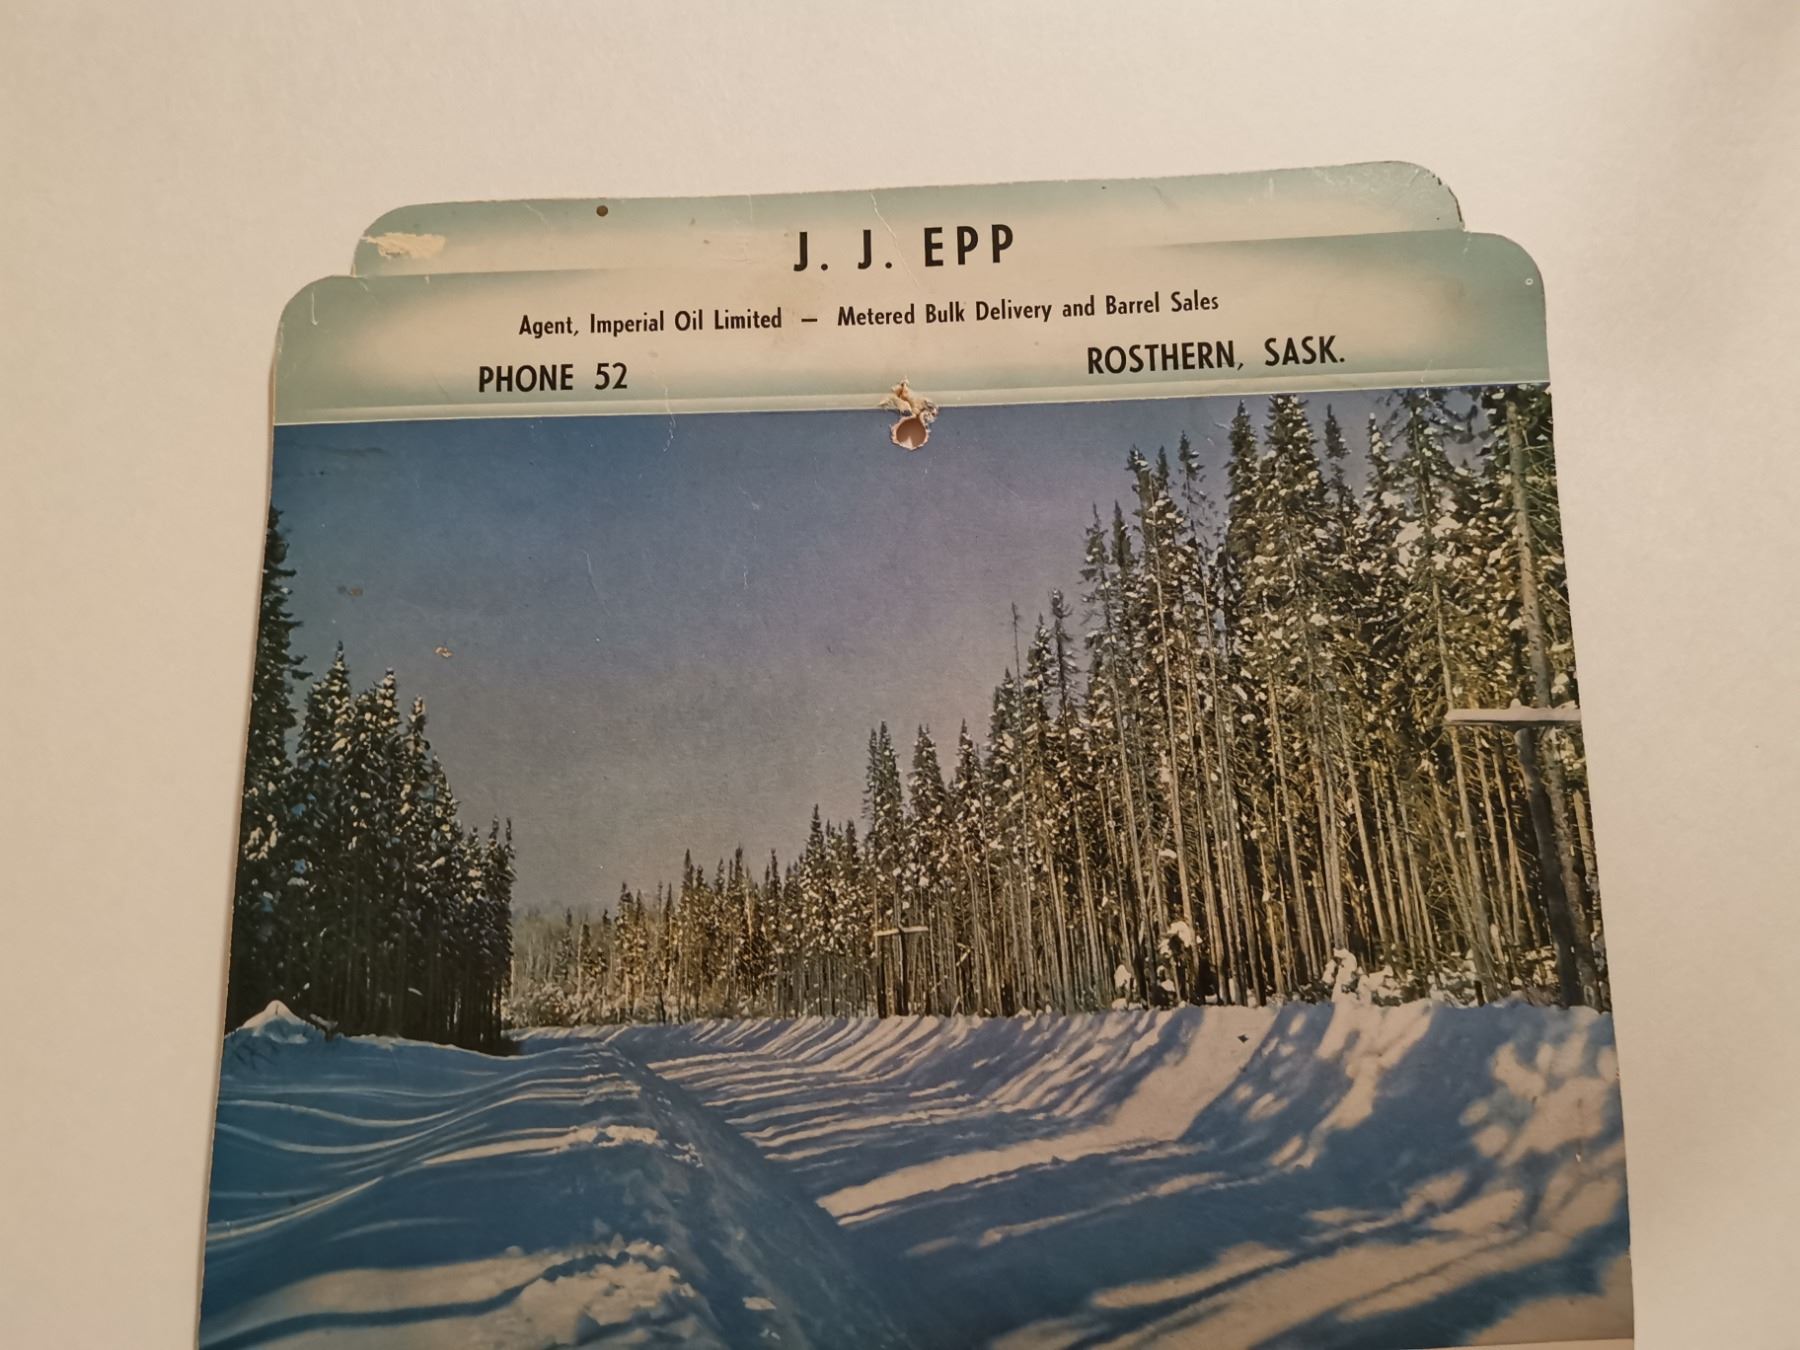 J. J. EPP
Agent, Imperial Oil Limited — Metered Bulk Delivery and Barrel Sales
PHONE 52 ROSTHERN, SASK.